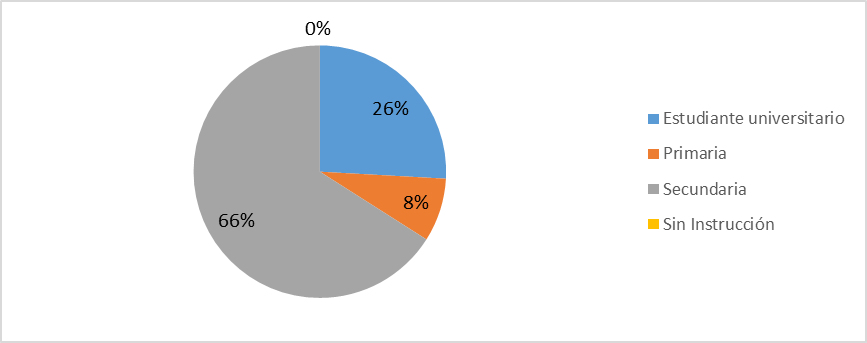 0%
26%
8%
66%
Estudiante universitario
Primaria
Secundaria
Sin Instrucción